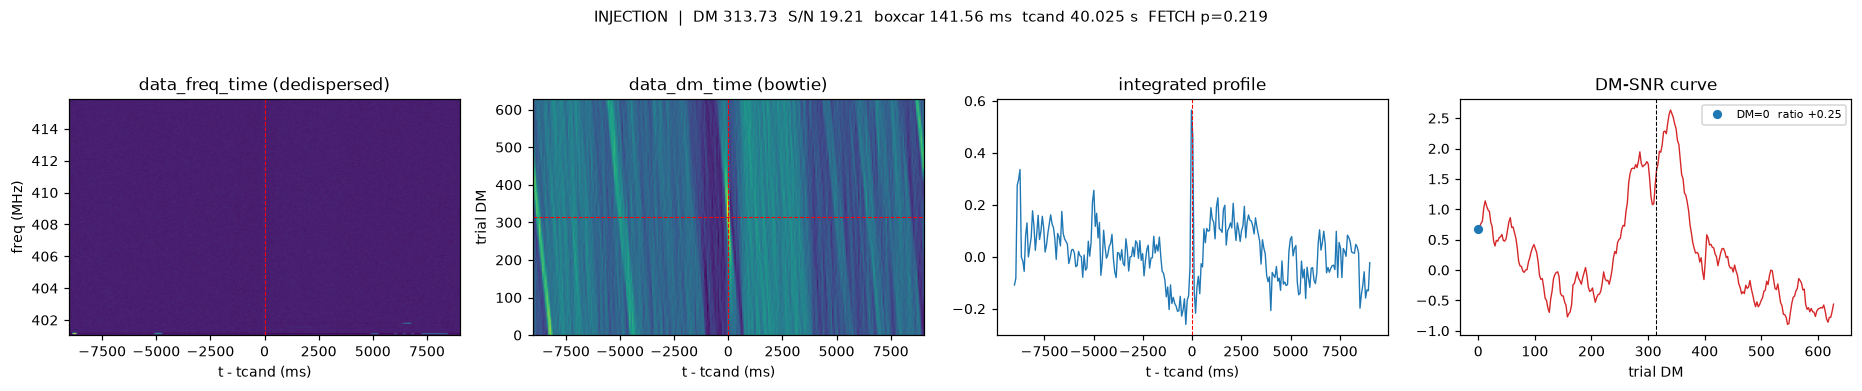 INJECTION | DM 313.73 S/N 19.21 boxcar 141.56 ms tcand 40.025 s FETCH p=0.219
data_freq_time (dedispersed)
freq (MHz)
414
412
410
408
406
404
402
−7500 −5000 −2500 0 2500 5000 7500
t - tcand (ms)
data_dm_time (bowtie)
trial DM
600
500
400
300
200
100
0
−7500 −5000 −2500 0 2500 5000 7500
t - tcand (ms)
integrated profile
0.6
0.4
0.2
0.0
−0.2
−7500 −5000 −2500 0 2500 5000 7500
t - tcand (ms)
DM-SNR curve
DM=0 ratio +0.25
2.5
2.0
1.5
1.0
0.5
0.0
−0.5
−1.0
0 100 200 300 400 500 600
trial DM